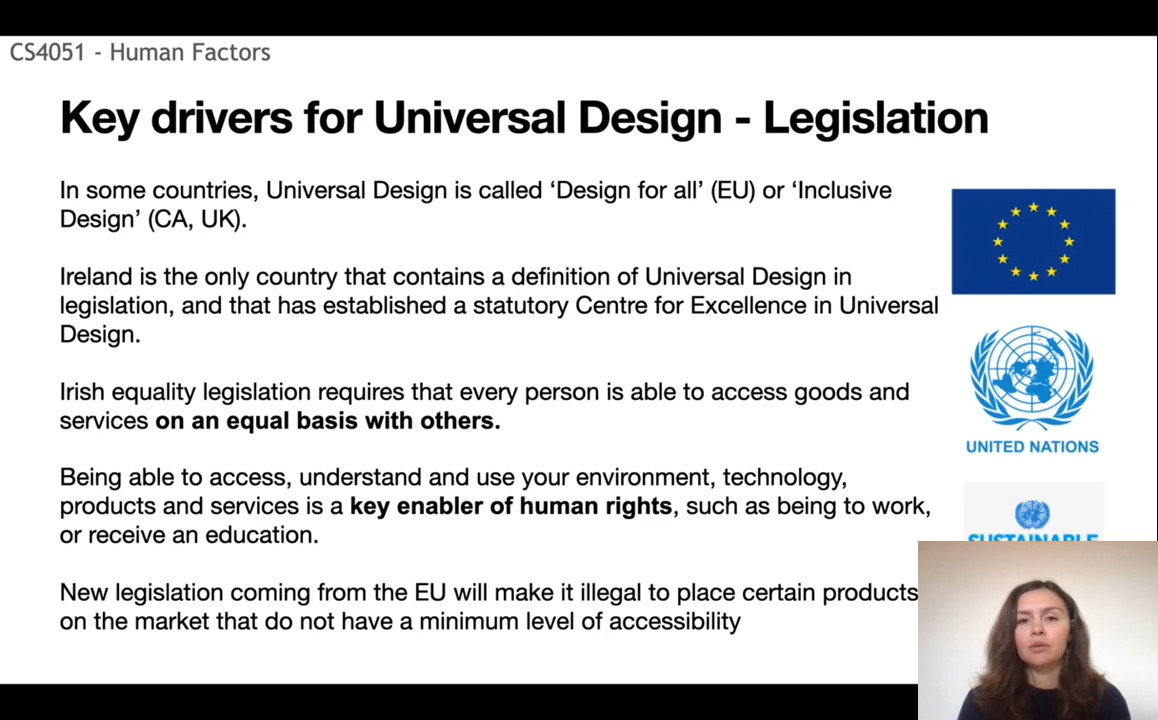 CS4051 - Human Factors
Key drivers for Universal Design - Legislation
In some countries, Universal Design is called ‘Design for all’ (EU) or ‘Inclusive
Design’ (CA, UK).
Ireland is the only country that contains a definition of Universal Design in
legislation, and that has established a statutory Centre for Excellence in Universal
Design.
Irish equality legislation requires that every person is able to access goods and
services on an equal basis with others.
Being able to access, understand and use your environment, technology,
products and services is a key enabler of human rights, such as being to work,
or receive an education.
New legislation coming from the EU will make it illegal to place certain products
on the market that do not have a minimum level of accessibility
UNITED NATIONS
SUSTAINABLE